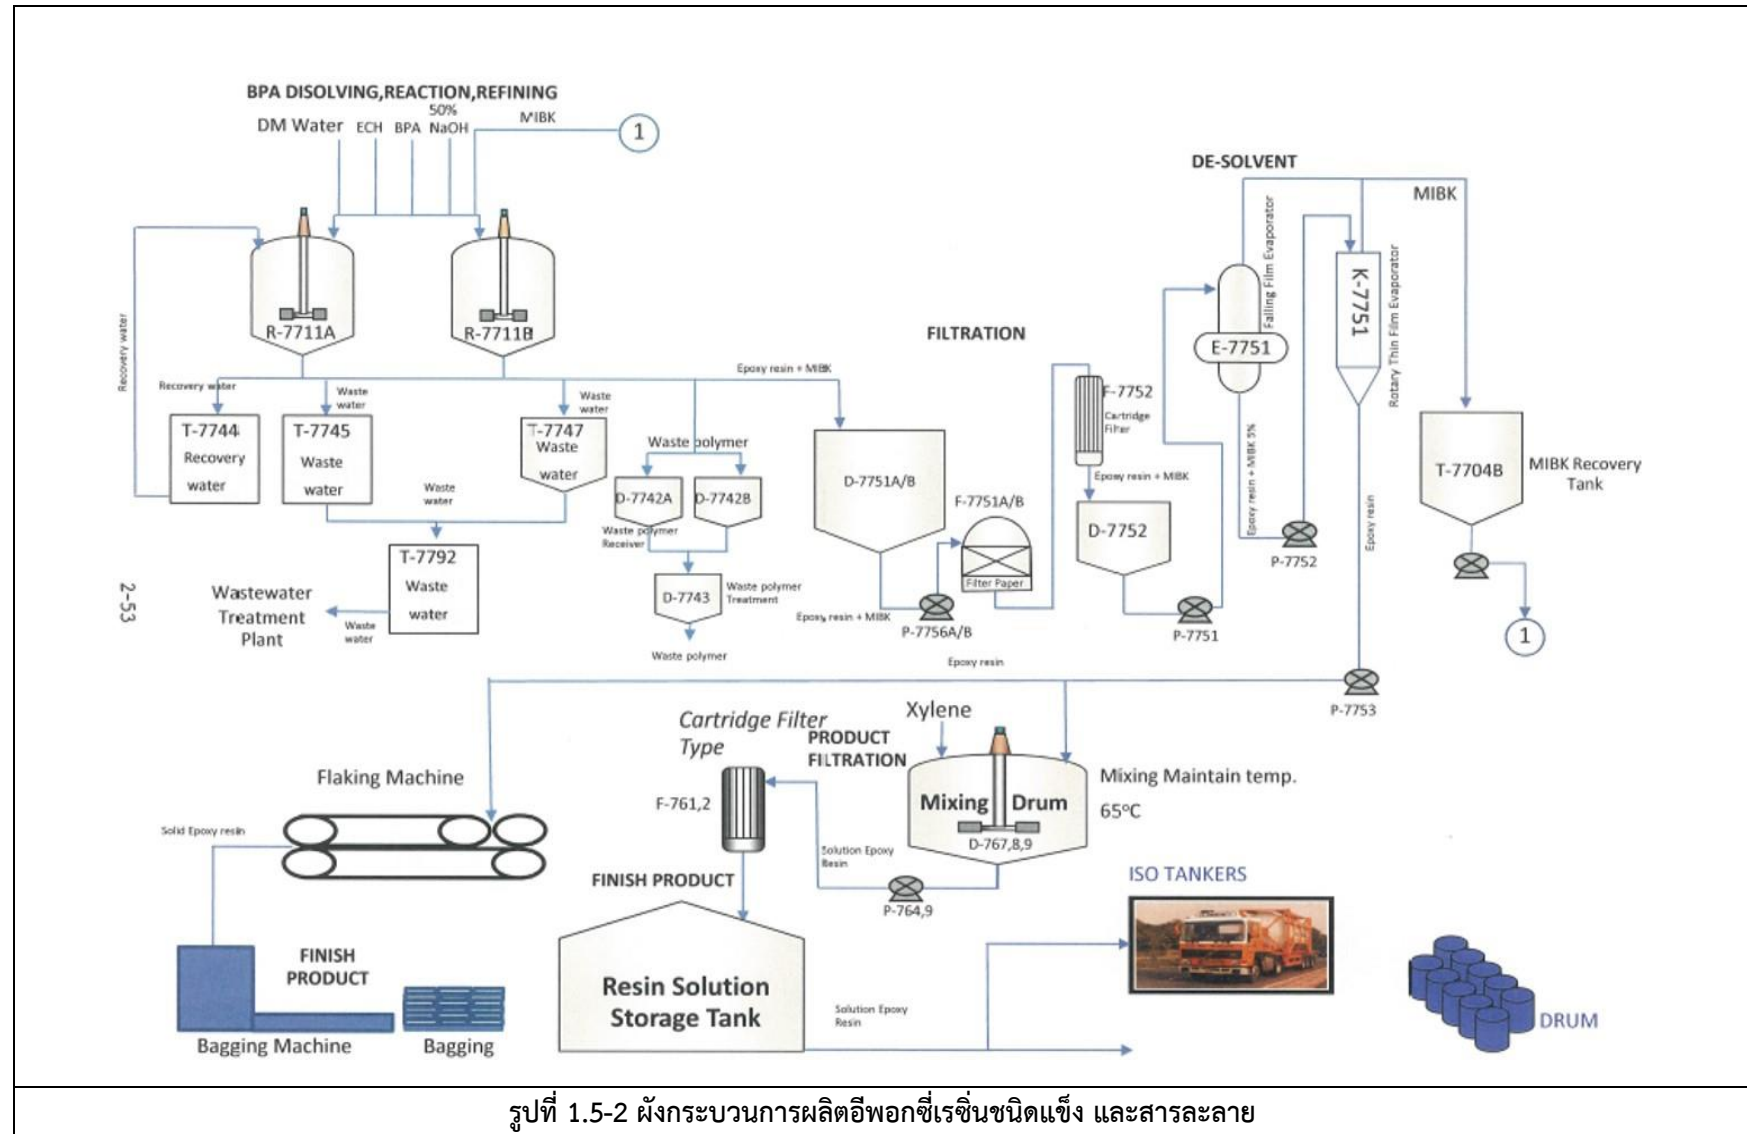 BPA DISOLVING,REACTION,REFINING
DM Water
ECH
BPA
50%
NaOH
MIBK
1
R-7711A
R-7711B
Recovery water
Recovery water
T-7744
Recovery
water
Waste
water
T-7745
Waste
water
Waste
water
T-7747
Waste
water
Waste
water
T-7792
Waste
water
Waste
water
Wastewater
Treatment
Plant
2-53
Waste polymer
D-7742A
D-7742B
Waste polymer
Receiver
D-7743
Waste polymer
Treatment
Waste polymer
Epoxy resin + MIBK
D-7751A/B
Epoxy resin + MIBK
P-7756A/B
FILTRATION
F-7751A/B
Filter Paper
F-7752
Cartridge
Filter
Epoxy resin + MIBK
D-7752
P-7751
DE-SOLVENT
Falling Film Evaporator
E-7751
Epoxy resin + MIBK 5%
P-7752
K-7751
Rotary Thin Film Evaporator
Epoxy resin
MIBK
T-7704B
MIBK Recovery
Tank
1
P-7753
Epoxy resin
Xylene
Mixing Drum
D-767,8,9
Mixing Maintain temp.
65°C
P-764,9
Solution Epoxy
Resin
Cartridge Filter
Type
PRODUCT
FILTRATION
F-761,2
FINISH PRODUCT
Resin Solution
Storage Tank
Solution Epoxy
Resin
ISO TANKERS
DRUM
Flaking Machine
Solid Epoxy resin
FINISH
PRODUCT
Bagging Machine
Bagging
รูปที่ 1.5-2 ผังกระบวนการผลิตอีพอกซี่เรซิ่นชนิดแข็ง และสารละลาย